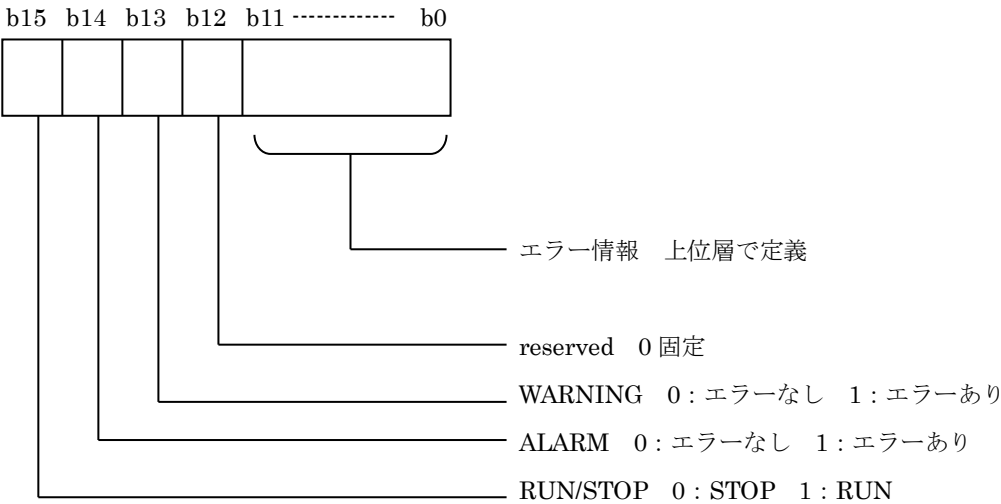 b15 b14 b13 b12 b11 -------------- b0
エラー情報　上位層で定義
reserved　0 固定
WARNING　0：エラーなし　1：エラーあり
ALARM　0：エラーなし　1：エラーあり
RUN/STOP　0：STOP　1：RUN